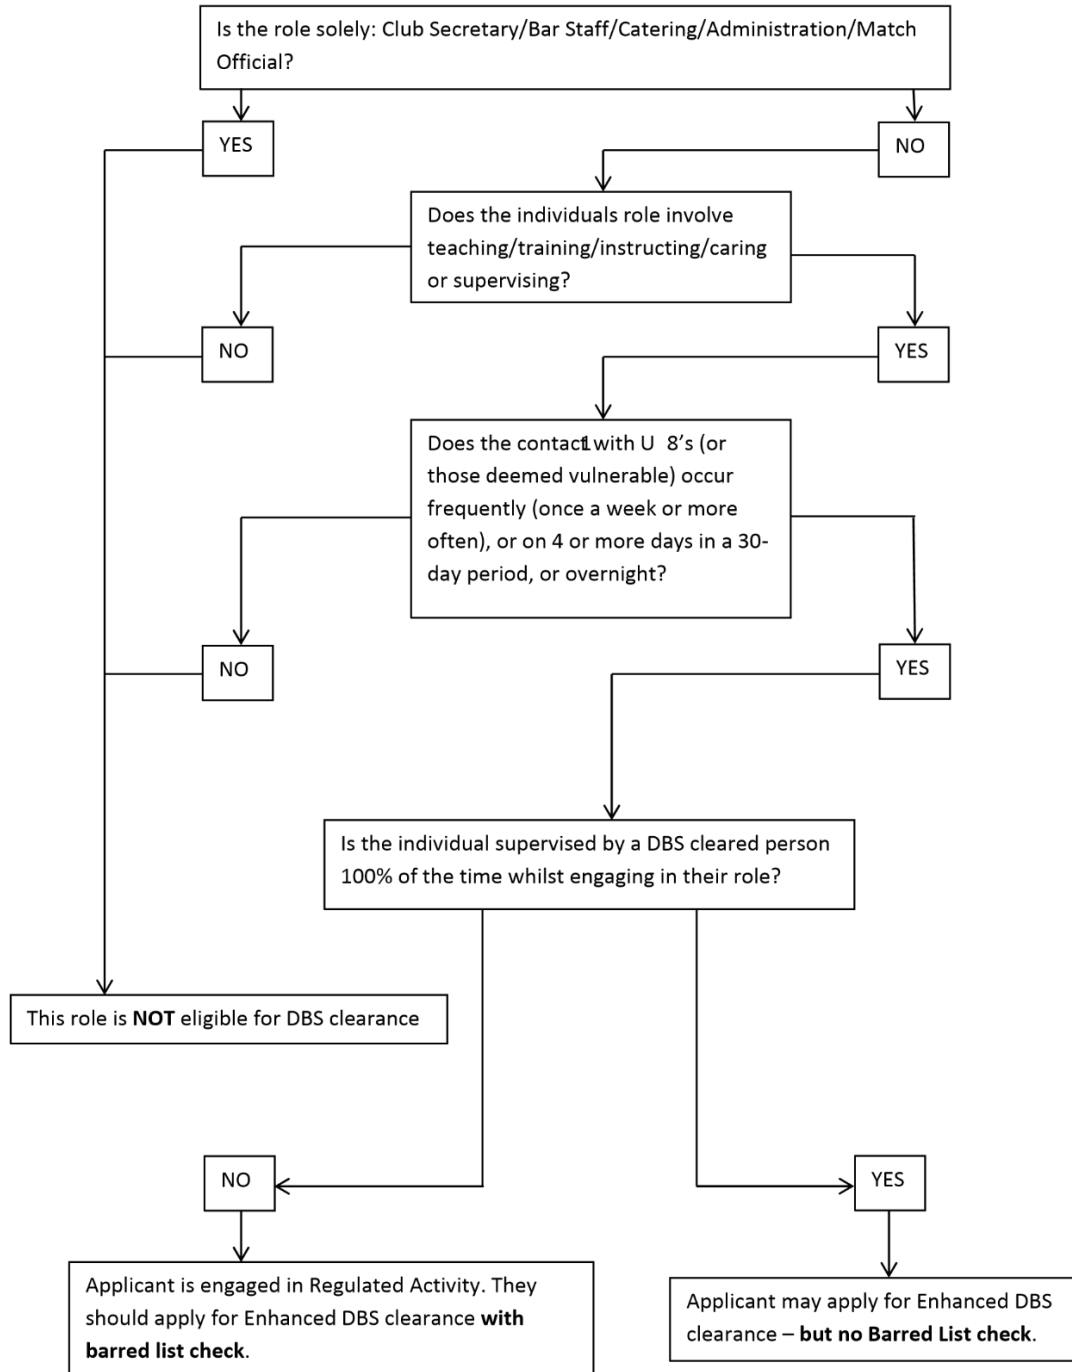 Is the role solely: Club Secretary/Bar Staff/Catering/Administration/Match
Official?
YES
NO
Does the individuals role involve
teaching/training/instructing/caring
or supervising?
NO
YES
Does the contact1with U 8's (or
those deemed vulnerable) occur
frequently (once a week or more
often), or on 4 or more days in a 30-
day period, or overnight?
NO
YES
Is the individual supervised by a DBS cleared person
100% of the time whilst engaging in their role?
This role is NOT eligible for DBS clearance
NO
YES
Applicant is engaged in Regulated Activity. They
should apply for Enhanced DBS clearance with
barred list check.
Applicant may apply for Enhanced DBS
clearance – but no Barred List check.